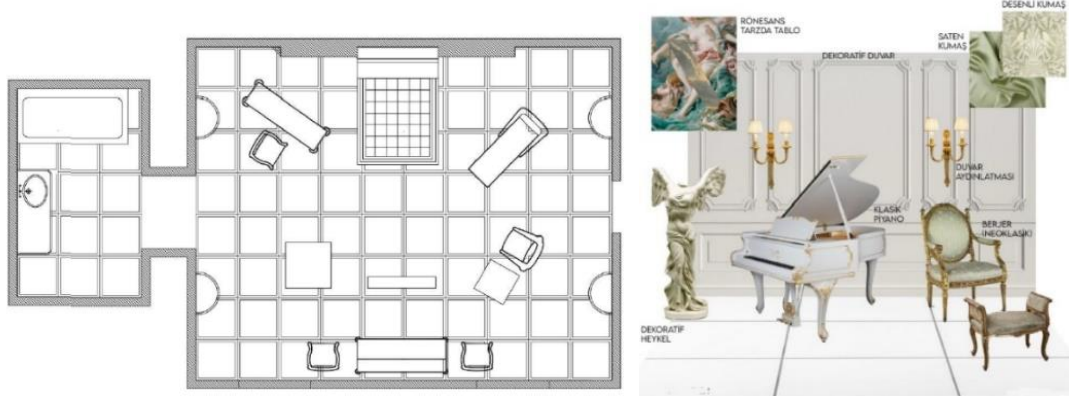 DESENLİ KUMAŞ
RÖNESANS
TARZDA TABLO
SATEN
KUMAŞ
DEKORATİF DUVAR
DUVAR
AYDINLATMASI
KLASİK
PİYANO
BERJER
(NEOKLASİK)
DEKORATİF
HEYKEL